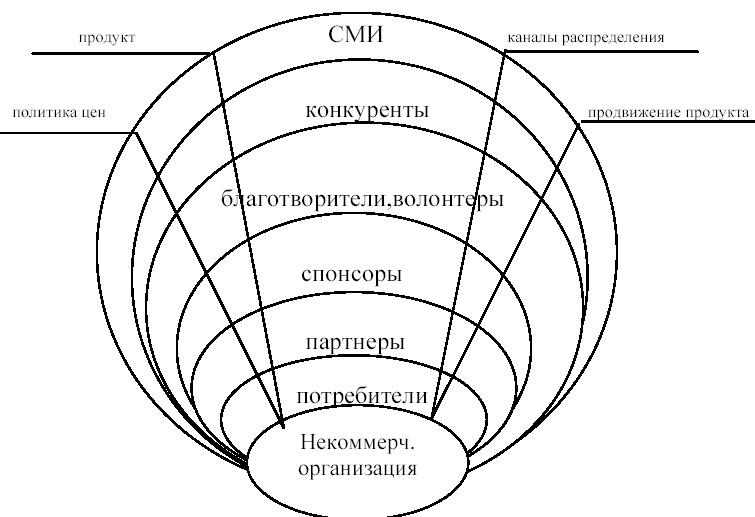 СМИ
продукт
каналы распределения
конкуренты
политика цен
продвижение продукта
благотворители,волонтеры
спонсоры
партнеры
потребители
Некоммерч.
организация